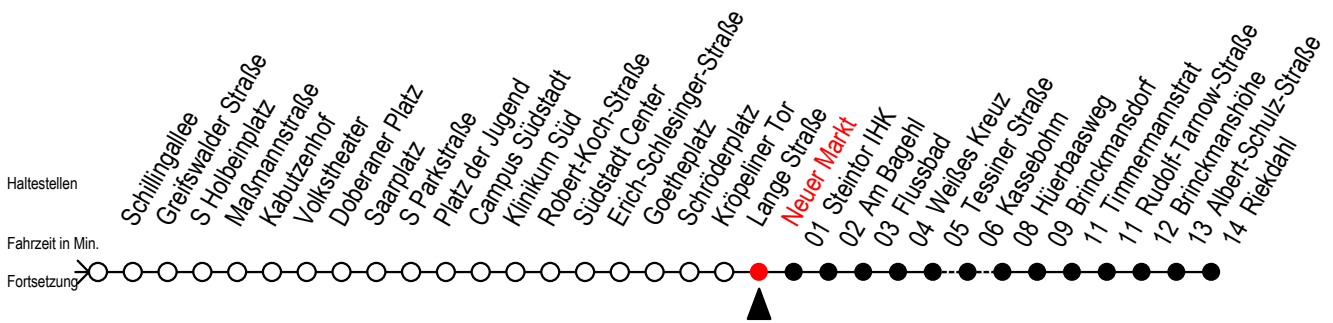 Schillingallee
Greifswalder Straße
S Holbeinplatz
Maßmannstraße
Kabutzenhof
Volkstheater
Doberaner Platz
Saarplatz
S Parkstraße
Platz der Jugend
Campus Südstadt
Klinikum Süd
Robert-Koch-Straße
Südstadt Center
Erich-Schlesinger-Straße
Goetheplatz
Schröderplatz
Kröpeliner Tor
Lange Straße
Neuer Markt
01 Steintor IHK
02 Am Bagehl
03 Flussbad
04 Weißes Kreuz
05 Tessiner Straße
06 Kassebohm
08 Hüerbaasweg
09 Brinckmansdorf
11 Timmermannstrat
11 Rudolf-Tarnow-Straße
12 Brinckmanshöhe
13 Albert-Schulz-Straße
14 Riekdahl
Haltestellen
Fahrzeit in Min.
Fortsetzung